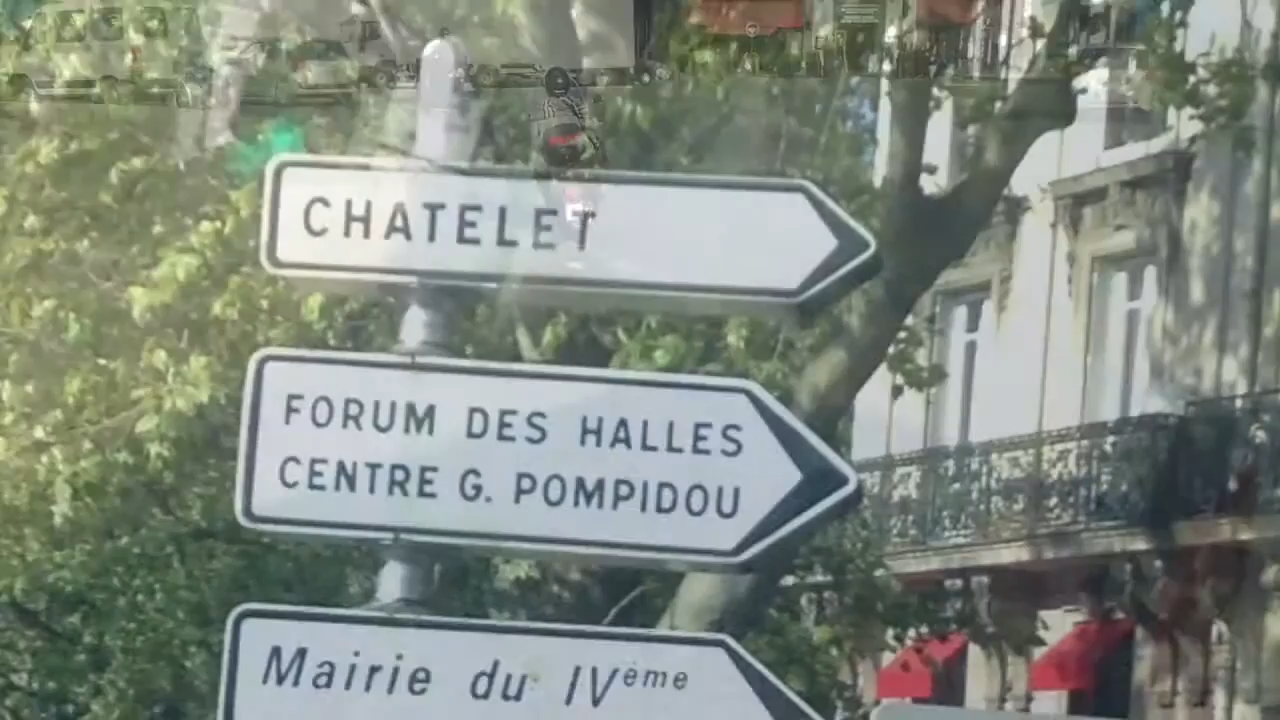 CHATELET
FORUM DES HALLES
CENTRE G. POMPIDOU
Mairie du IVème